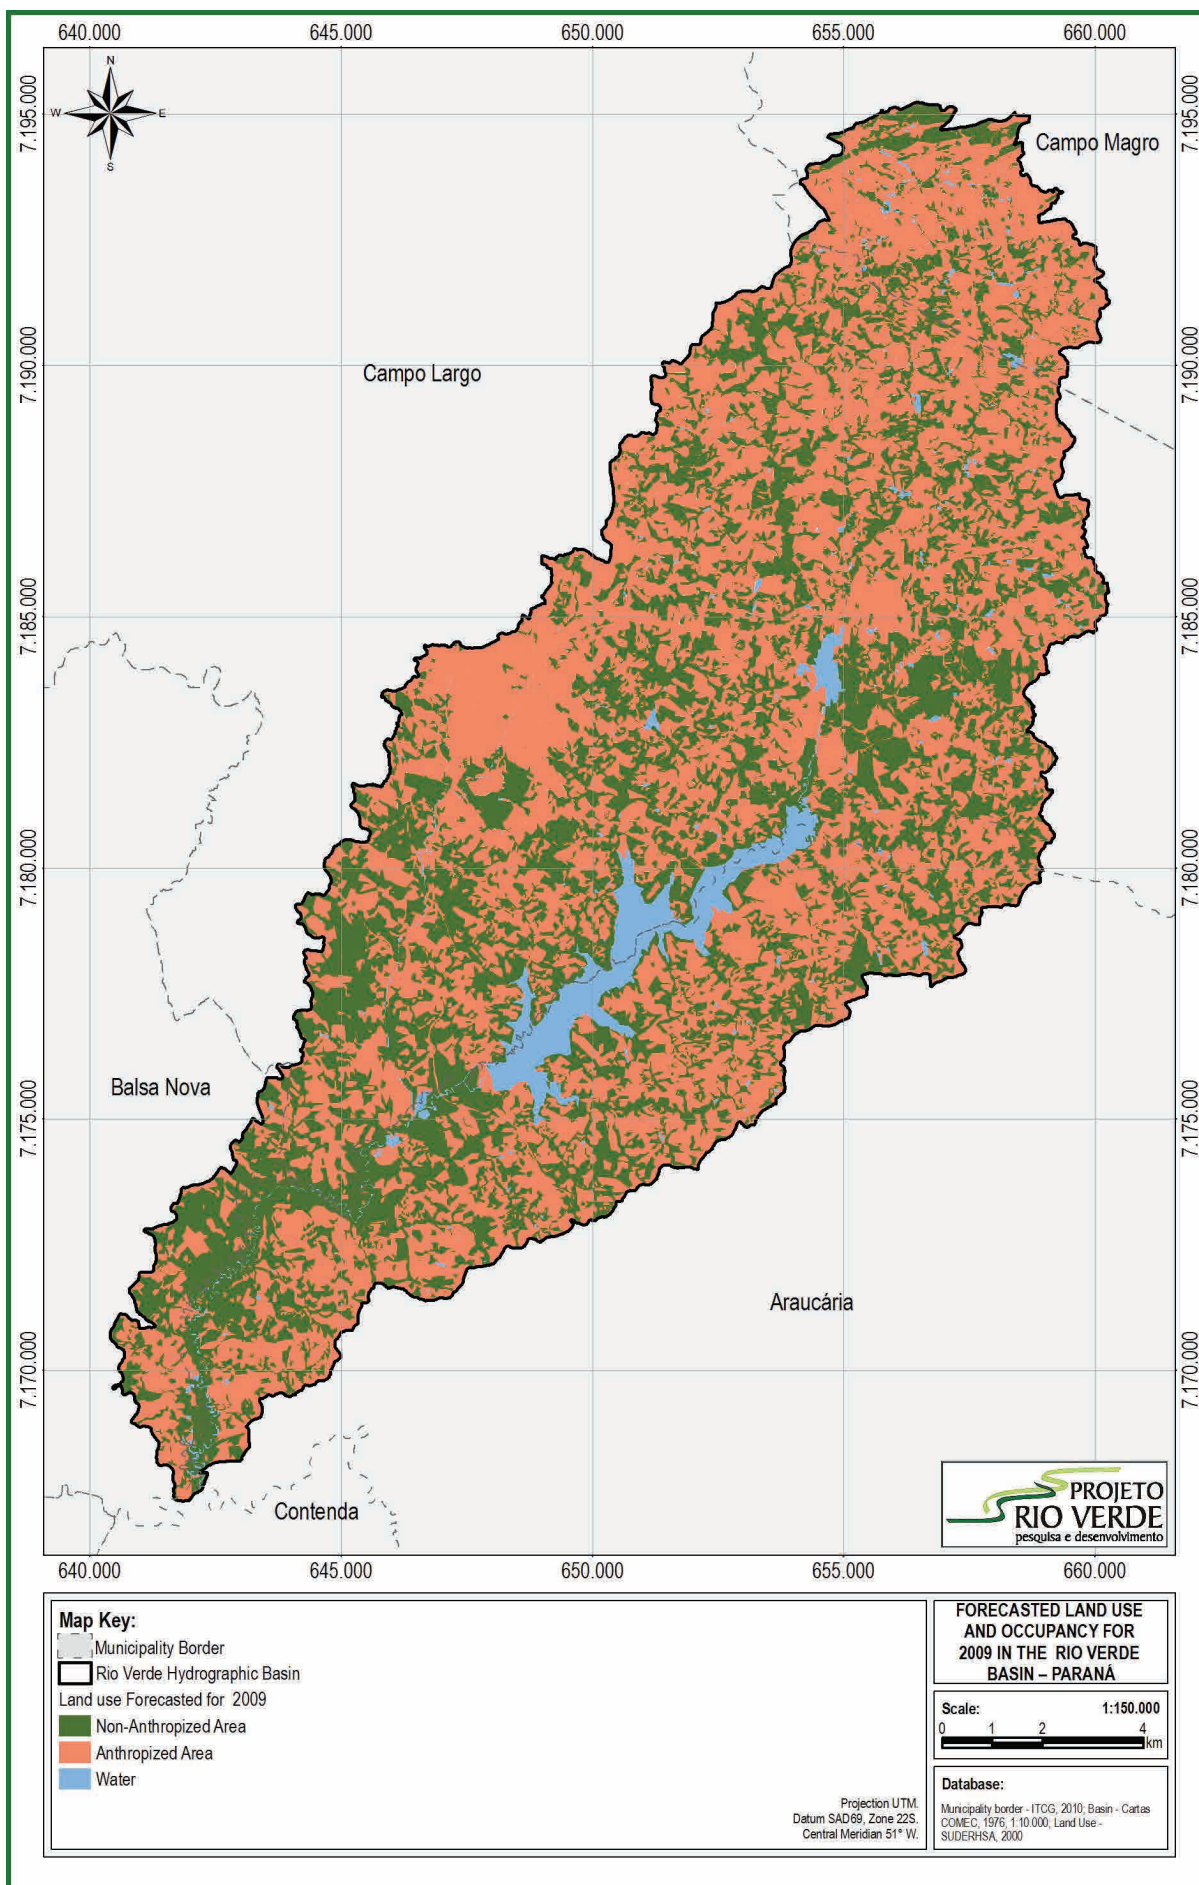 640.000 645.000 650.000 655.000 660.000
N
W E
S
7.195.000 7.195.000
Campo Magro
7.190.000 7.190.000
Campo Largo
7.185.000 7.185.000
7.180.000 7.180.000
Balsa Nova
7.175.000 7.175.000
Araucária
7.170.000 7.170.000
Contenda
PROJETO
RIO VERDE
pesquisa e desenvolvimento
640.000 645.000 650.000 655.000 660.000
Map Key:
Municipality Border
Rio Verde Hydrographic Basin
Land use Forecasted for 2009
Non-Anthropized Area
Anthropized Area
Water
Projection UTM.
Datum SAD69, Zone 22S.
Central Meridian 51° W.
FORECASTED LAND USE
AND OCCUPANCY FOR
2009 IN THE RIO VERDE
BASIN – PARANÁ
Scale: 1:150.000
0 1 2 4
km
Database:
Municipality border - ITCG, 2010; Basin - Cartas
COMEC, 1976, 1:10.000; Land Use -
SUDERHSA, 2000